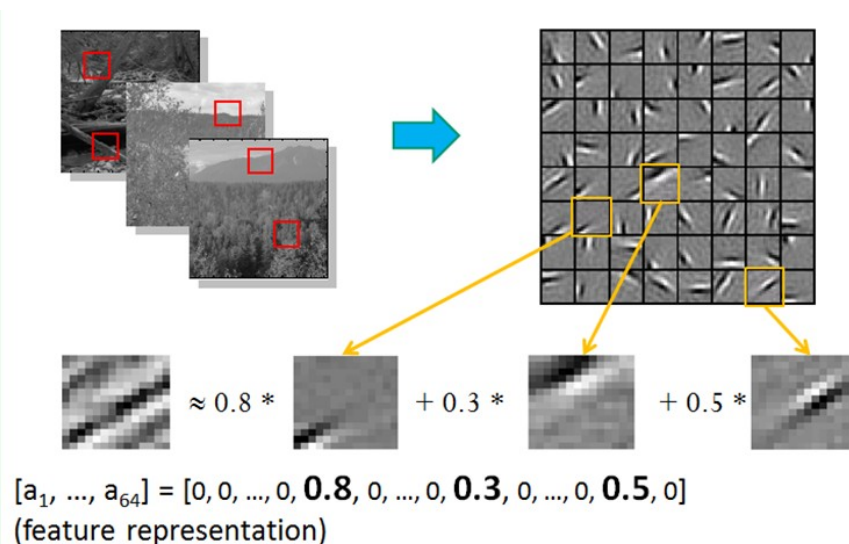 ≈ 0.8 * + 0.3 * + 0.5 *
[a₁, ..., a₆₄] = [0, 0, ..., 0, 0.8, 0, ..., 0, 0.3, 0, ..., 0, 0.5, 0]
(feature representation)